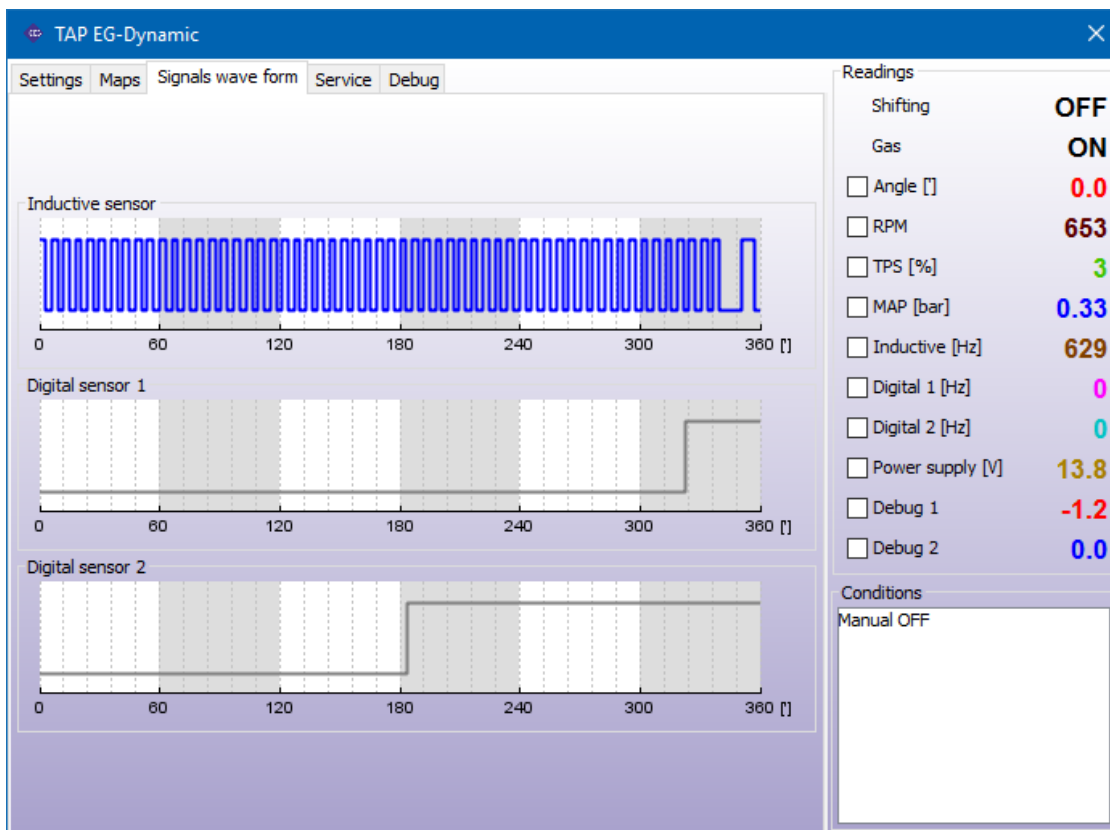 TAP EG-Dynamic
Settings Maps Signals wave form Service Debug
Inductive sensor
0 60 120 180 240 300 360 [']
Digital sensor 1
0 60 120 180 240 300 360 [']
Digital sensor 2
0 60 120 180 240 300 360 [']
Readings
Shifting OFF
Gas ON
Angle ['] 0.0
RPM 653
TPS [%] 3
MAP [bar] 0.33
Inductive [Hz] 629
Digital 1 [Hz] 0
Digital 2 [Hz] 0
Power supply [V] 13.8
Debug 1 -1.2
Debug 2 0.0
Conditions
Manual OFF